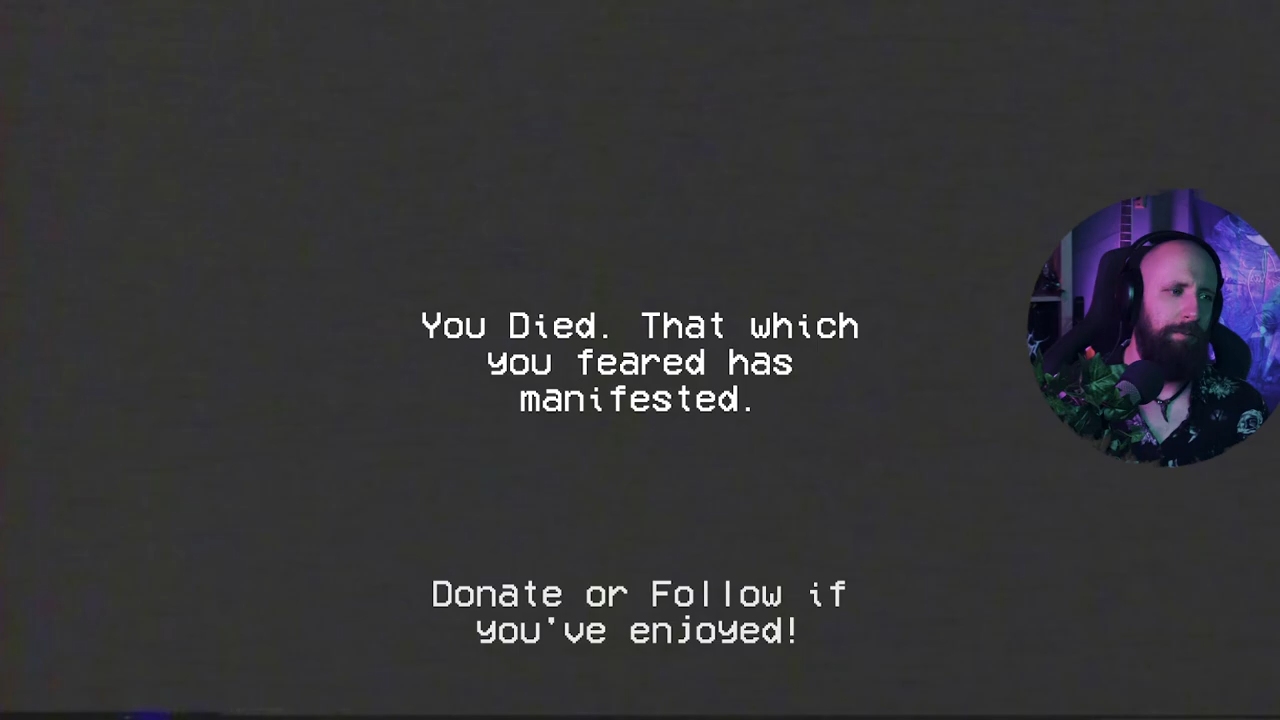 You Died. That which
you feared has
manifested.
Donate or Follow if
you've enjoyed!